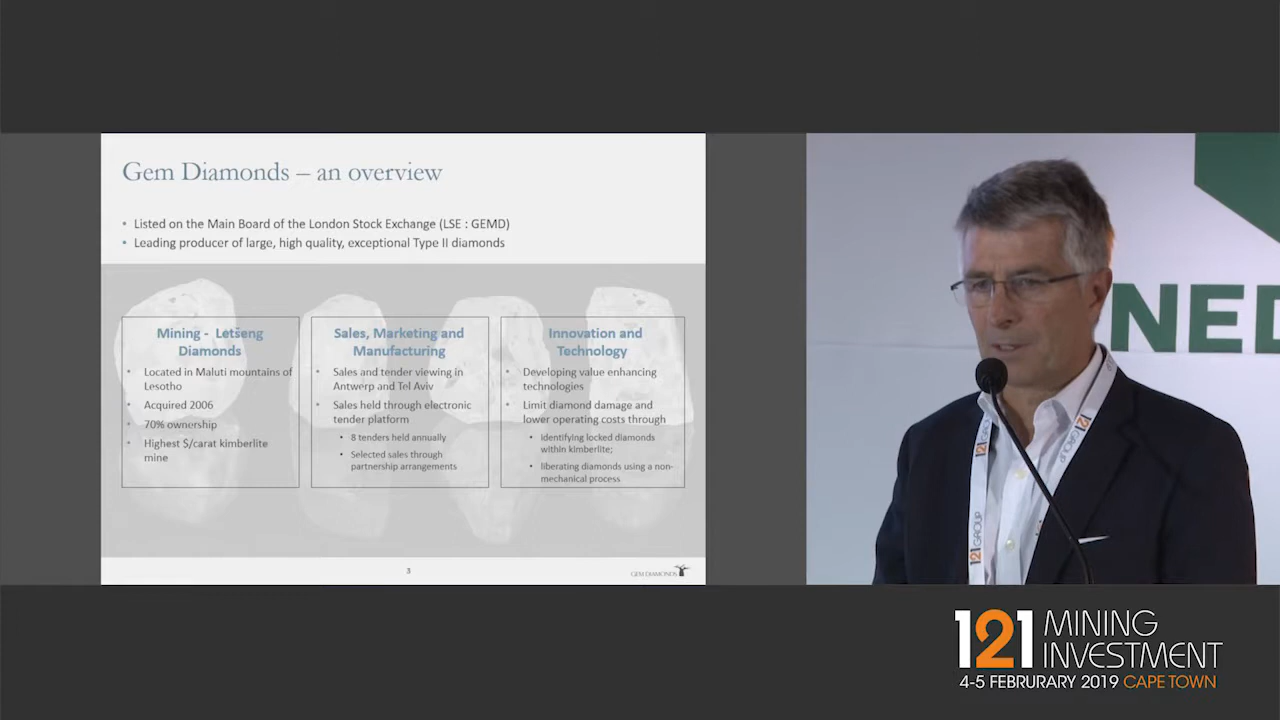 Gem Diamonds – an overview
• Listed on the Main Board of the London Stock Exchange (LSE : GEMD)
• Leading producer of large, high quality, exceptional Type II diamonds
Mining - Letšeng
Diamonds
• Located in Maluti mountains of
Lesotho
• Acquired 2006
• 70% ownership
• Highest $/carat kimberlite
mine
Sales, Marketing and
Manufacturing
• Sales and tender viewing in
Antwerp and Tel Aviv
• Sales held through electronic
tender platform
• 8 tenders held annually
• Selected sales through
partnership arrangements
Innovation and
Technology
• Developing value enhancing
technologies
• Limit diamond damage and
lower operating costs through
• Identifying locked diamonds
within kimberlite;
• liberating diamonds using a non-
mechanical process
3
GEM DIAMONDS
NED
121 GROUP
GROUP
121 MINING
INVESTMENT
4-5 FEBRURARY 2019 CAPE TOWN